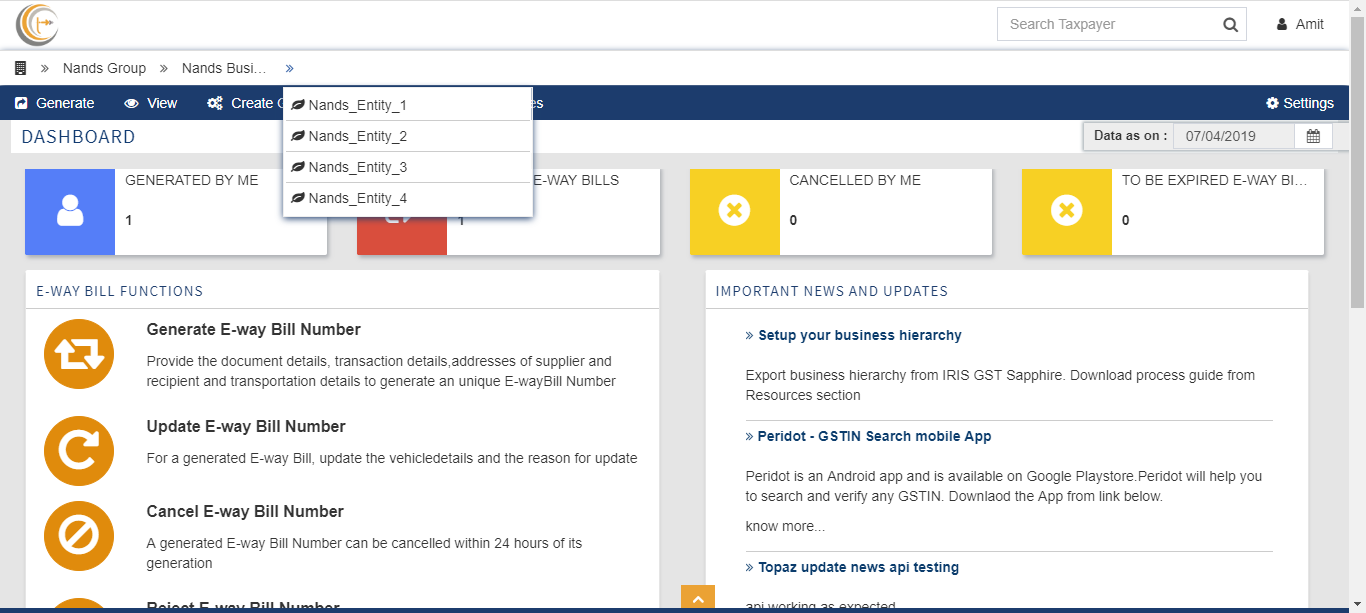 Search Taxpayer
Amit
» Nands Group » Nands Busi... »
Generate View Create Settings
Nands_Entity_1
Nands_Entity_2
Nands_Entity_3
Nands_Entity_4
DASHBOARD
Data as on : 07/04/2019
GENERATED BY ME
1
E-WAY BILLS
1
CANCELLED BY ME
0
TO BE EXPIRED E-WAY BI...
0
E-WAY BILL FUNCTIONS
Generate E-way Bill Number
Provide the document details, transaction details,addresses of supplier and
recipient and transportation details to generate an unique E-wayBill Number
Update E-way Bill Number
For a generated E-way Bill, update the vehicledetails and the reason for update
Cancel E-way Bill Number
A generated E-way Bill Number can be cancelled within 24 hours of its
generation
Reject E-way Bill Number
IMPORTANT NEWS AND UPDATES
» Setup your business hierarchy
Export business hierarchy from IRIS GST Sapphire. Download process guide from
Resources section
» Peridot - GSTIN Search mobile App
Peridot is an Android app and is available on Google Playstore.Peridot will help you
to search and verify any GSTIN. Downlaod the App from link below.
know more...
» Topaz update news api testing
api working as expected